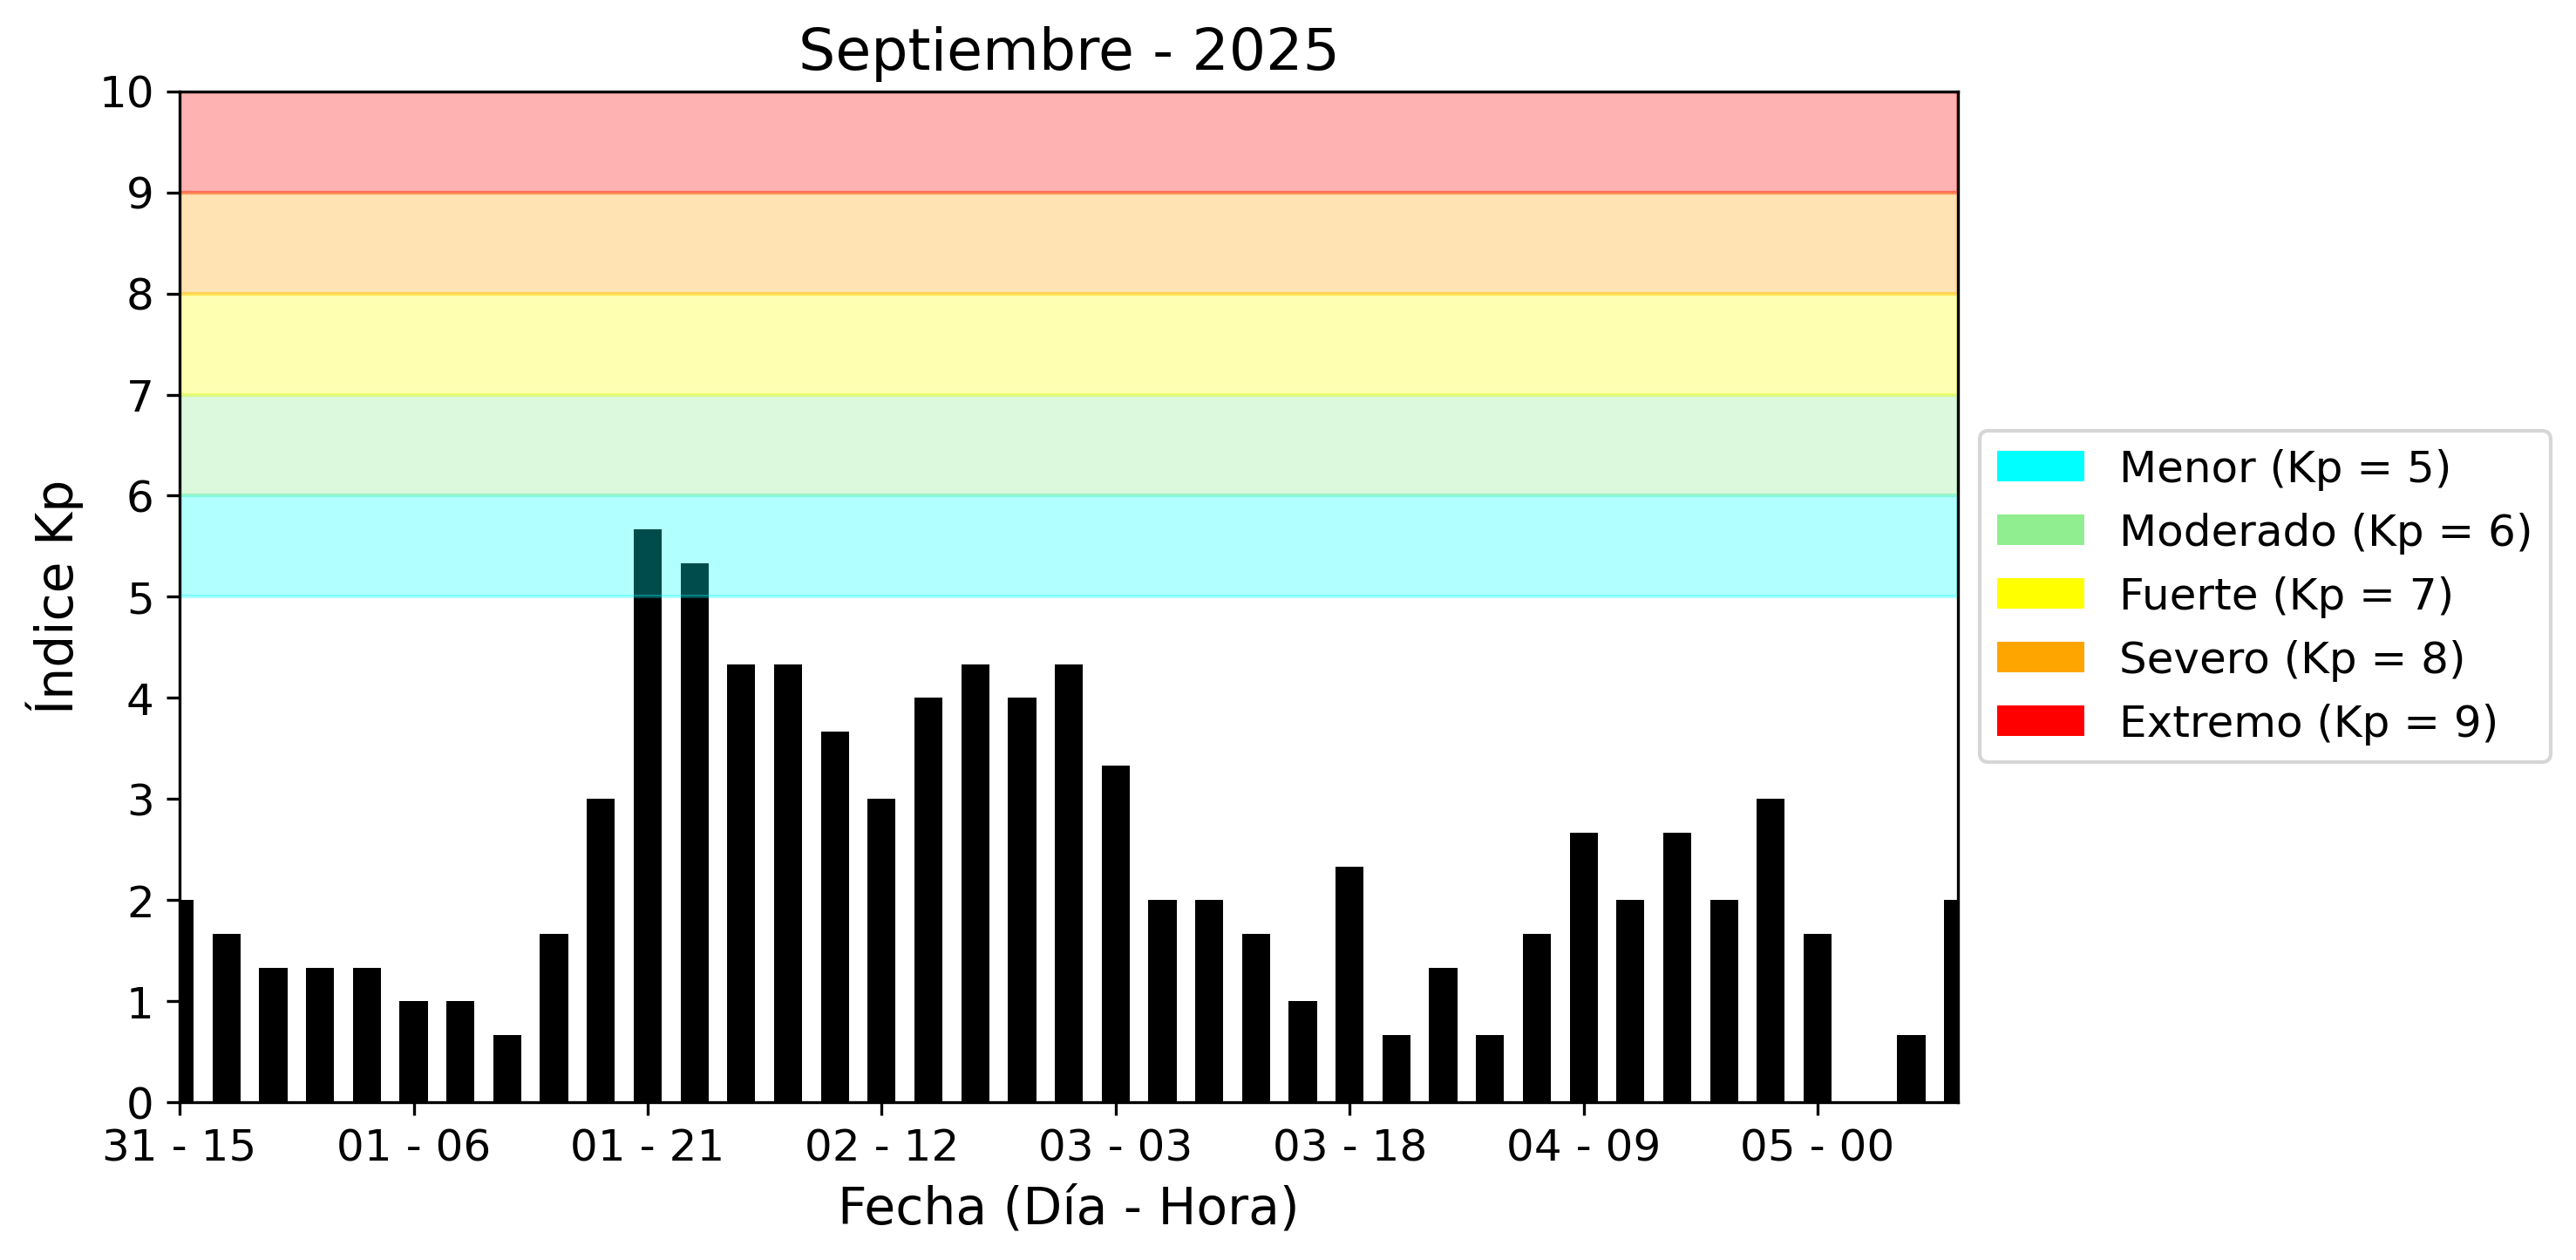 Septiembre - 2025
10
9
8
7
6
5
4
3
2
1
0
Índice Kp
31 - 15
01 - 06
01 - 21
02 - 12
03 - 03
03 - 18
04 - 09
05 - 00
Fecha (Día - Hora)
Menor (Kp = 5)
Moderado (Kp = 6)
Fuerte (Kp = 7)
Severo (Kp = 8)
Extremo (Kp = 9)